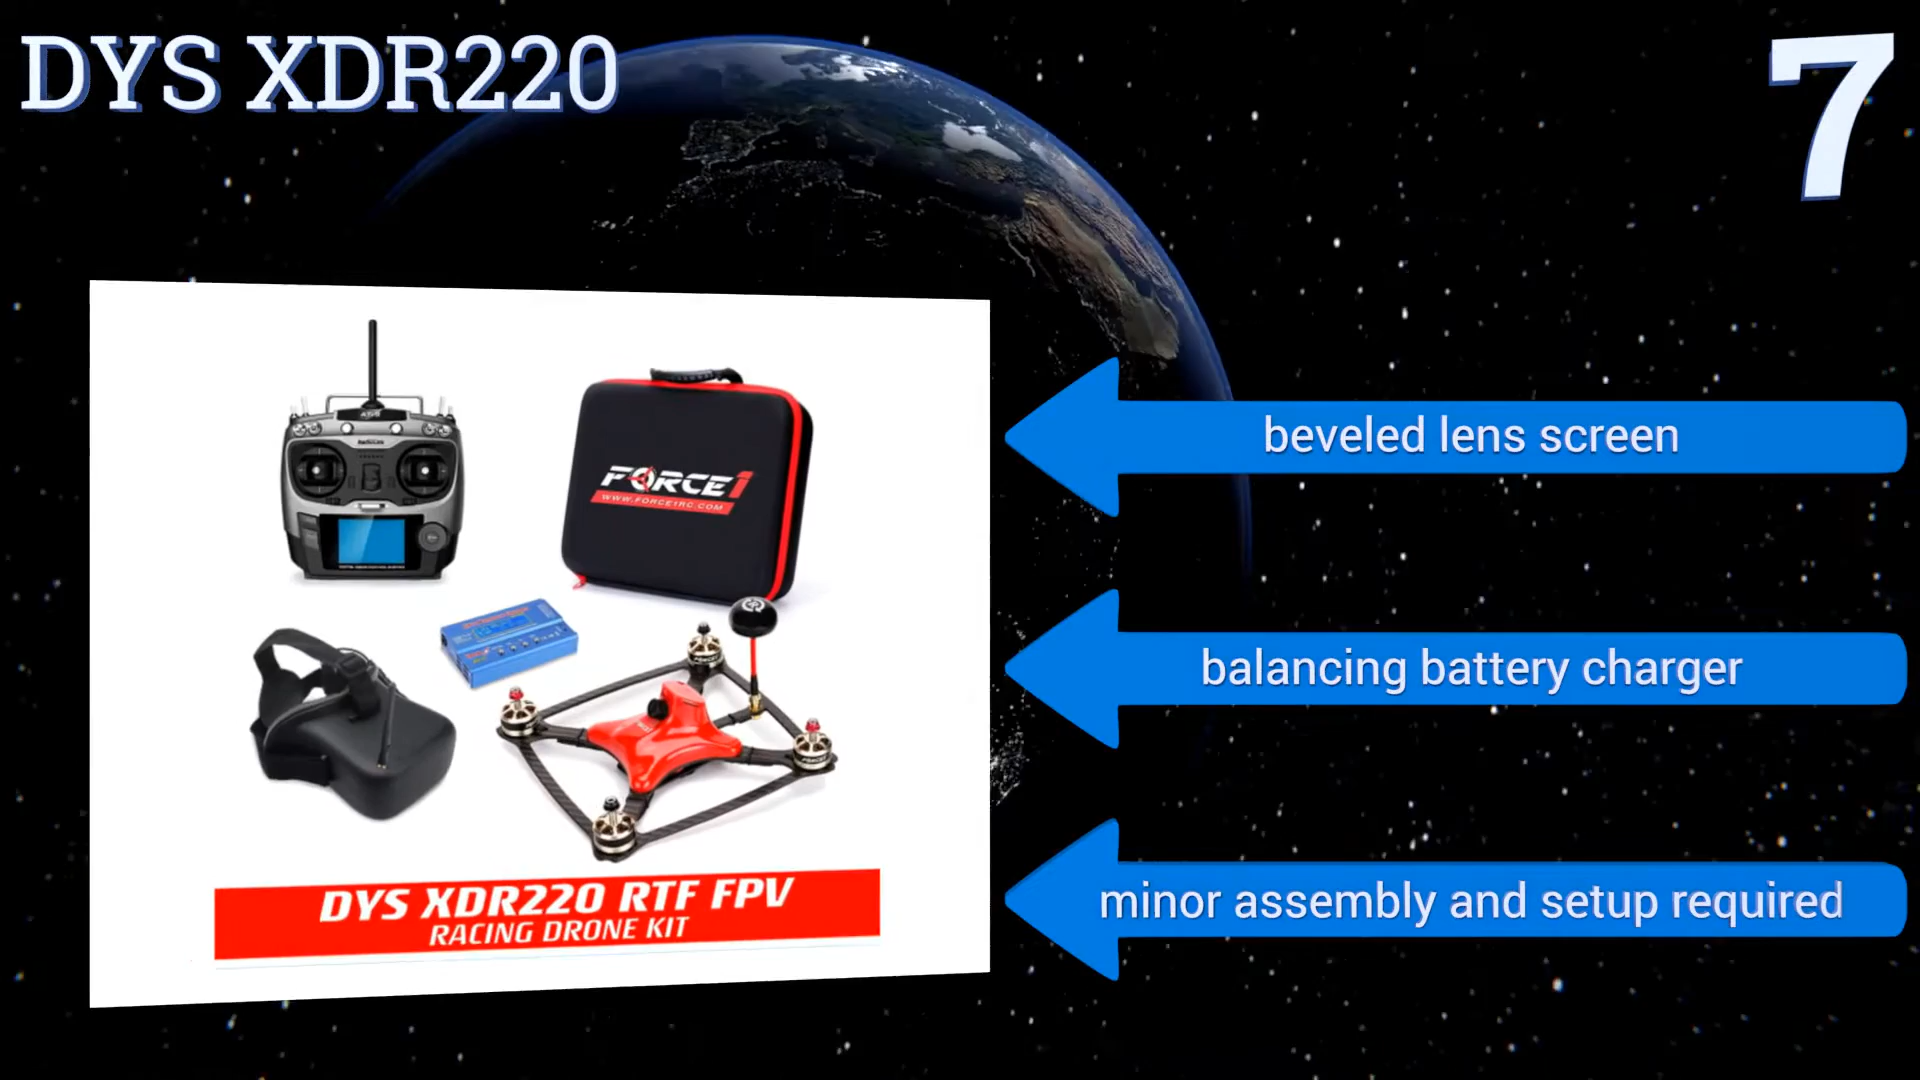 DYS XDR220
7
beveled lens screen
FORCE1
WWW.FORCE1RC.COM
balancing battery charger
minor assembly and setup required
DYS XDR220 RTF FPV
RACING DRONE KIT